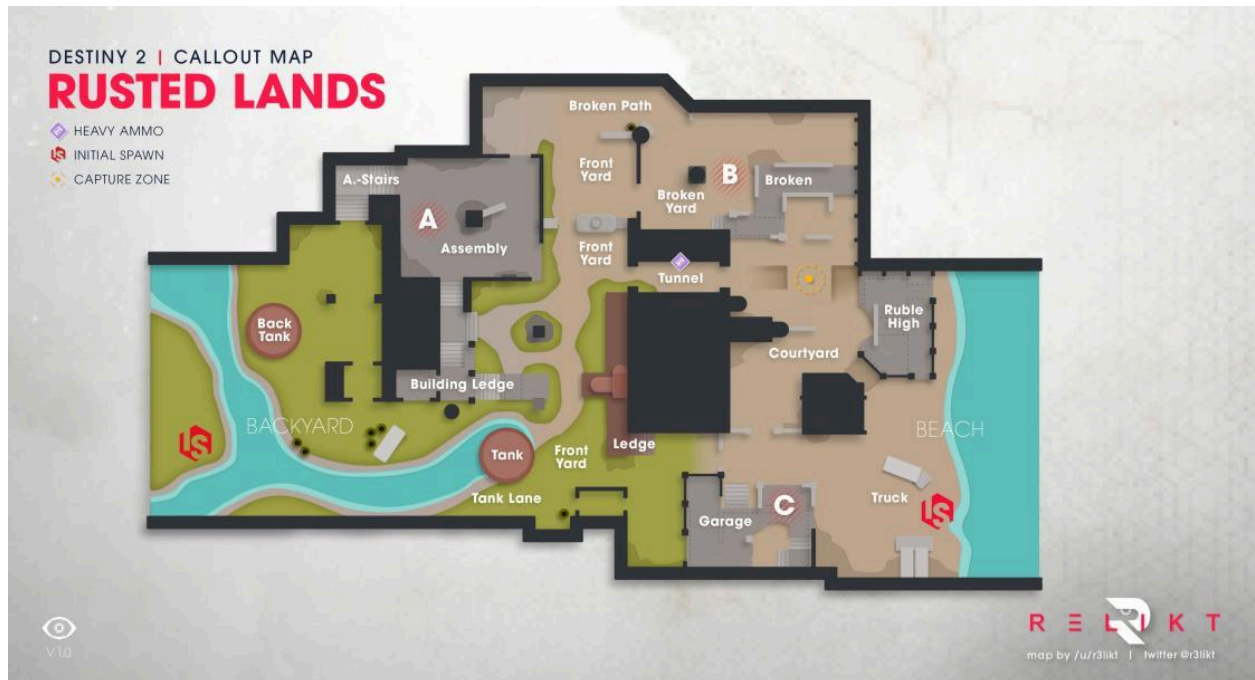 DESTINY 2 | CALLOUT MAP
RUSTED LANDS
HEAVY AMMO
INITIAL SPAWN
CAPTURE ZONE
Broken Path
A.-Stairs
Front
Yard
B
Broken
Broken
Yard
A
Assembly
Front
Yard
Tunnel
Back
Tank
Ruble
High
Courtyard
Building Ledge
BACKYARD
BEACH
Ledge
Tank
Front
Yard
Tank Lane
Truck
C
Garage
V 1.0
RELIKT
map by /u/r3likt | twitter @r3likt